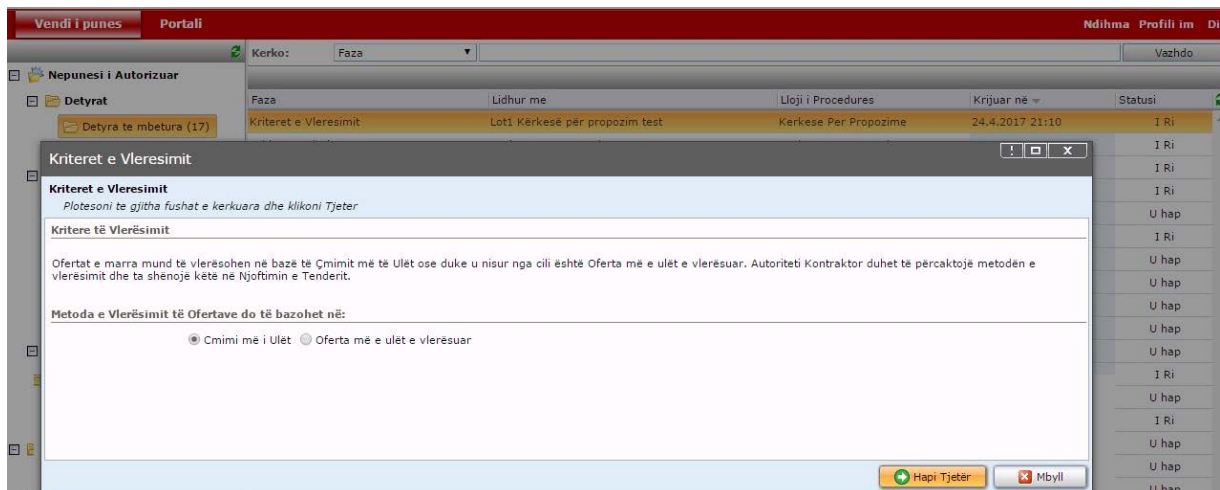 Vendi i punes Portali Ndihma Profili im Di
Kerko: Faza Vazhdo
Nepunesi i Autorizuar
Detyrat Faza Lidhur me Lloji i Procedures Krijuar në Statusi
Detyra te mbetura (17) Kriteret e Vleresimit Lot1 Kërkesë për propozim test Kerkese Per Propozime 24.4.2017 21:10 I Ri
I Ri
Kriteret e Vleresimit
I Ri
Kriteret e Vleresimit I Ri
Plotesoni te gjitha fushat e kerkuara dhe klikoni Tjeter
U hap
Kritere të Vlerësimit I Ri
Ofertat e marra mund të vlerësohen në bazë të Çmimit më të Ulët ose duke u nisur nga cili është Oferta më e ulët e vlerësuar. Autoriteti Kontraktor duhet të përcaktojë metodën e U hap
vlerësimit dhe ta shënojë këtë në Njoftimin e Tenderit. U hap
Metoda e Vlerësimit të Ofertave do të bazohet në: U hap
Cmimi më i Ulët Oferta më e ulët e vlerësuar U hap
U hap
I Ri
U hap
I Ri
U hap
Hapi Tjetër Mbyll U hap
U hap